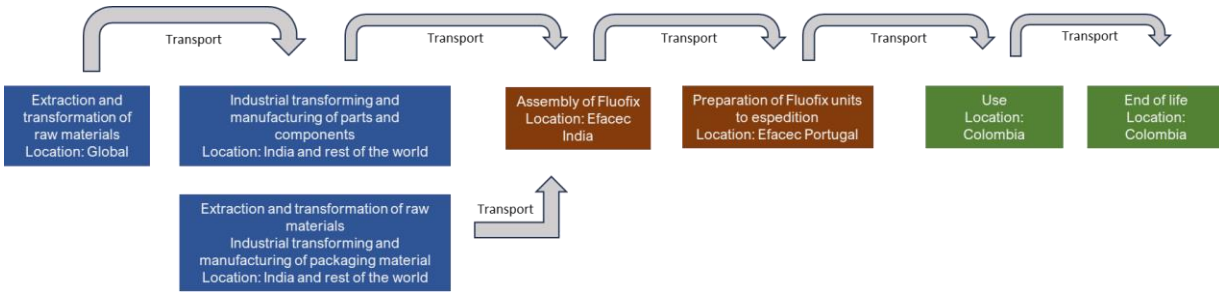 Transport
Transport
Transport
Transport
Transport
Extraction and
transformation of
raw materials
Location: Global
Industrial transforming and
manufacturing of parts and
components
Location: India and rest of the world
Assembly of Fluofix
Location: Efacec
India
Preparation of Fluofix units
to espedition
Location: Efacec Portugal
Use
Location:
Colombia
End of life
Location:
Colombia
Extraction and transformation of raw
materials
Industrial transforming and
manufacturing of packaging material
Location: India and rest of the world
Transport